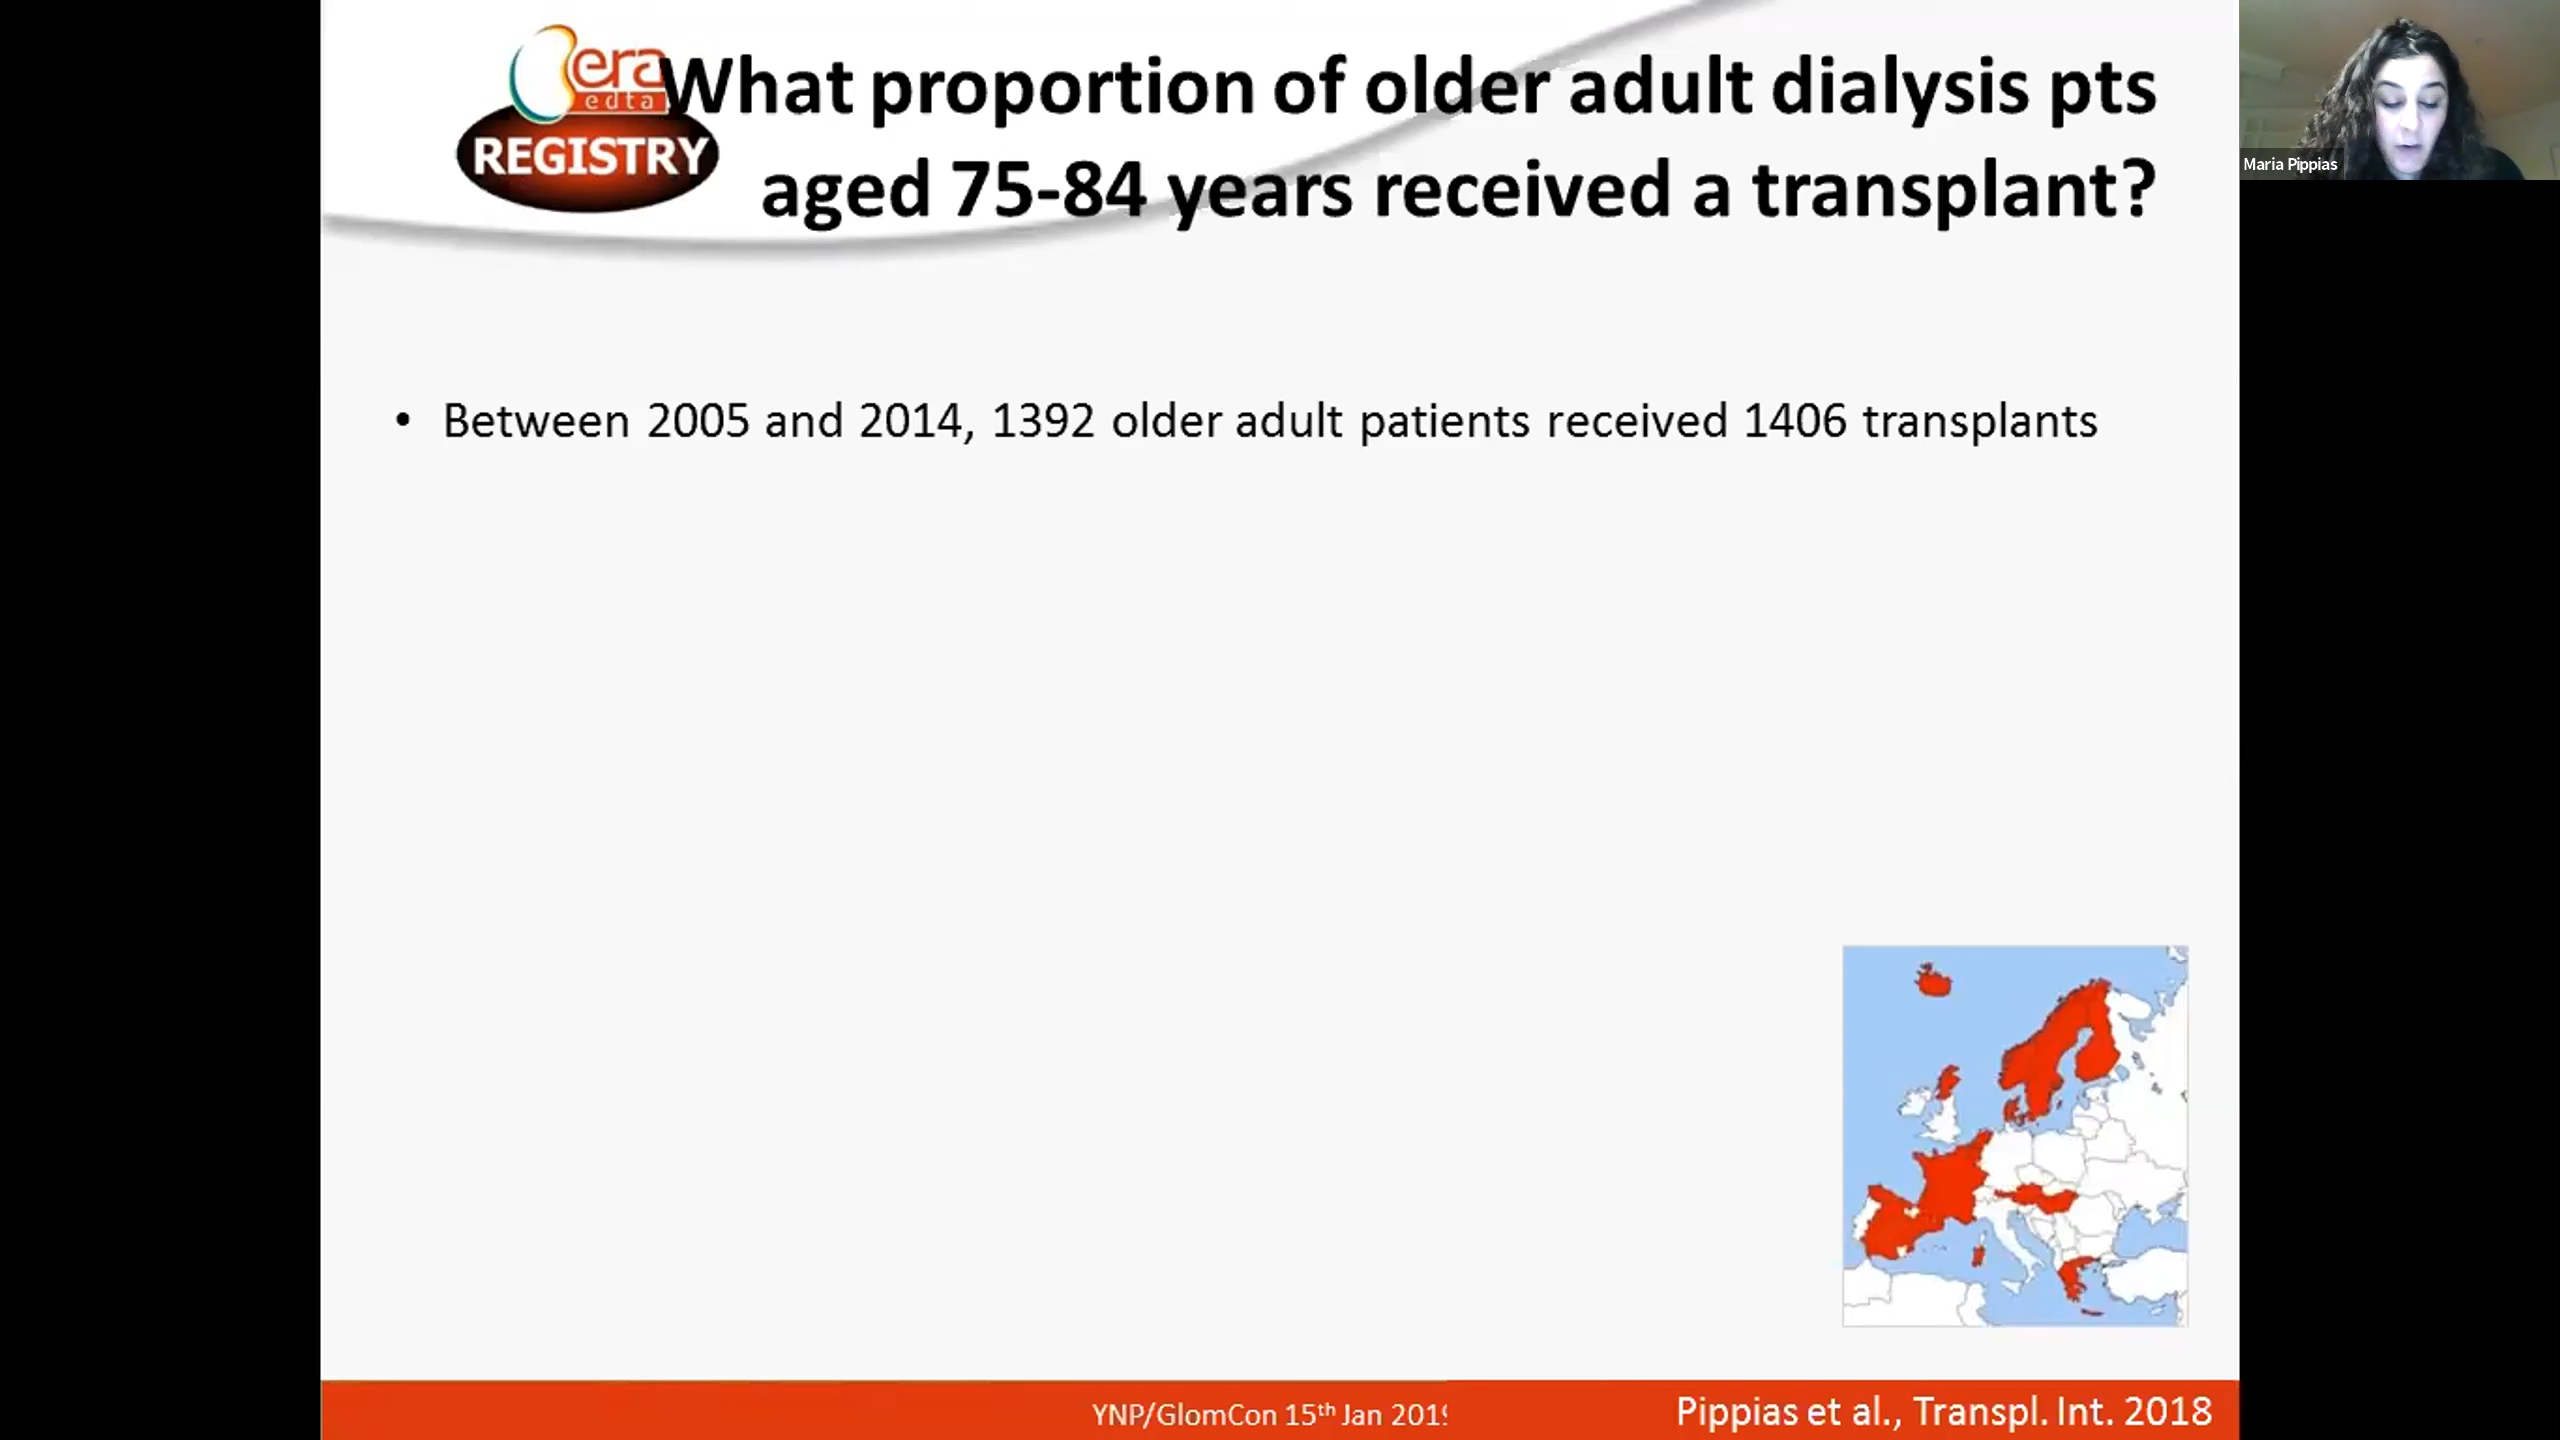 era
edta
REGISTRY
What proportion of older adult dialysis pts
aged 75-84 years received a transplant?
Maria Pippias
• Between 2005 and 2014, 1392 older adult patients received 1406 transplants
YNP/GlomCon 15th Jan 2019
Pippias et al., Transpl. Int. 2018